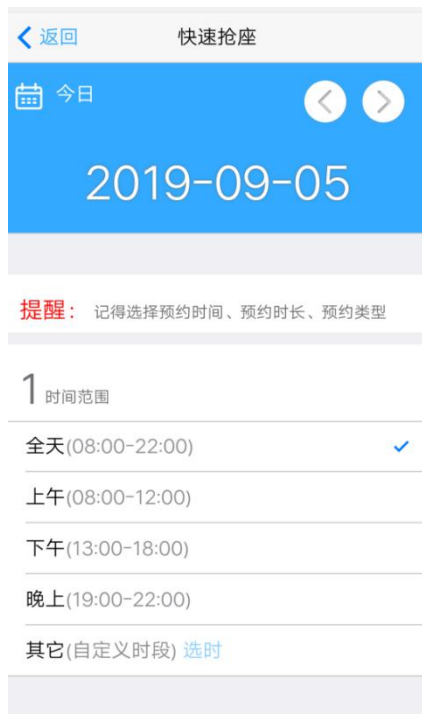 返回 快速抢座
今日
2019-09-05
提醒： 记得选择预约时间、预约时长、预约类型
1 时间范围
全天(08:00-22:00)
上午(08:00-12:00)
下午(13:00-18:00)
晚上(19:00-22:00)
其它(自定义时段) 选时